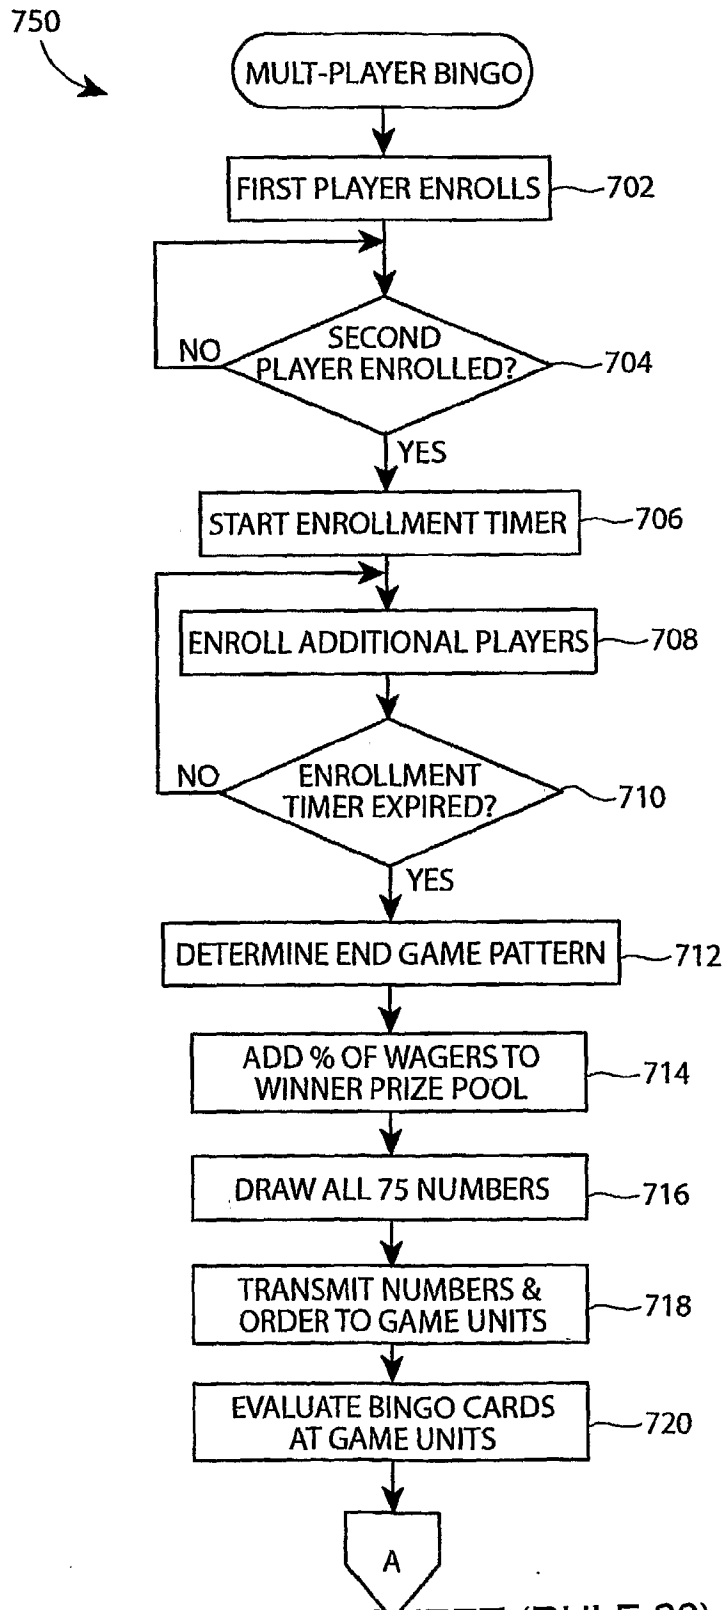 750
MULT-PLAYER BINGO
FIRST PLAYER ENROLLS 702
SECOND
PLAYER ENROLLED? 704
NO
YES
START ENROLLMENT TIMER 706
ENROLL ADDITIONAL PLAYERS 708
NO
ENROLLMENT
TIMER EXPIRED? 710
YES
DETERMINE END GAME PATTERN 712
ADD % OF WAGERS TO
WINNER PRIZE POOL 714
DRAW ALL 75 NUMBERS 716
TRANSMIT NUMBERS &
ORDER TO GAME UNITS 718
EVALUATE BINGO CARDS
AT GAME UNITS 720
A